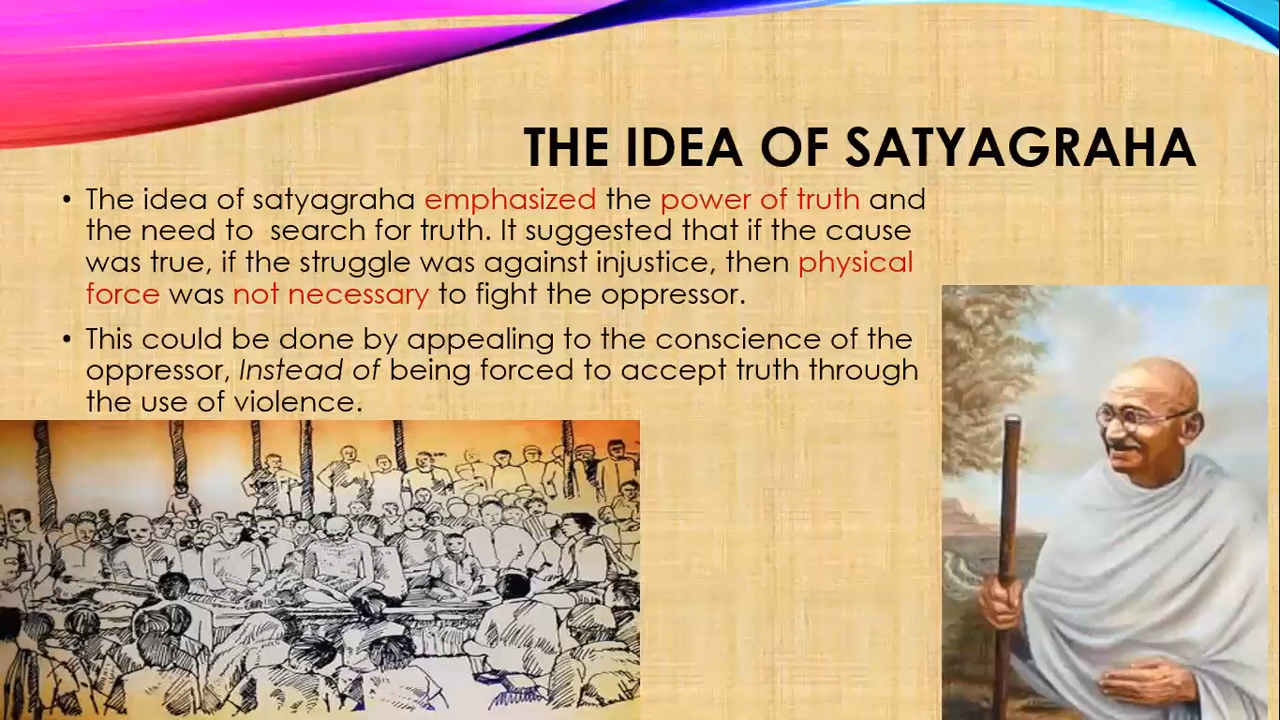 THE IDEA OF SATYAGRAHA
• The idea of satyagraha emphasized the power of truth and
the need to  search for truth. It suggested that if the cause
was true, if the struggle was against injustice, then physical
force was not necessary to fight the oppressor.
• This could be done by appealing to the conscience of the
oppressor, Instead of being forced to accept truth through
the use of violence.